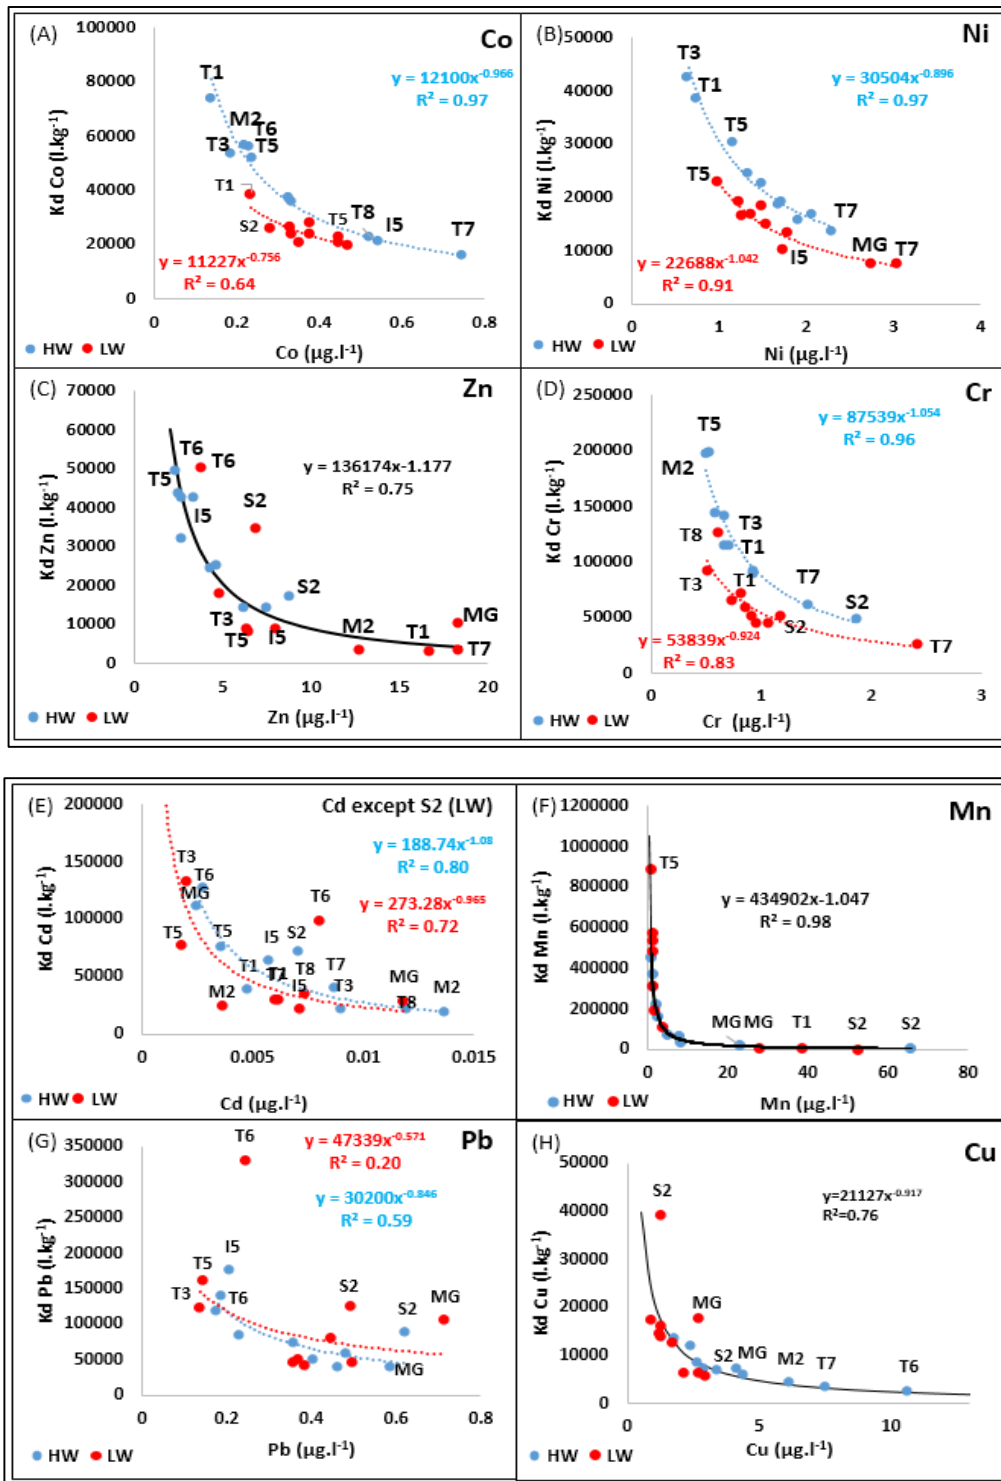 (A)
Co
100000
80000
60000
40000
20000
0
Kd Co (l.kg⁻¹)
T1
M2
T6
T3
T5
T1
S2
T5
T8
I5
T7
y = 12100x⁻⁰·⁹⁶⁶
R² = 0.97
y = 11227x⁻⁰·⁷⁵⁶
R² = 0.64
0 0.2 0.4 0.6 0.8
Co (µg.l⁻¹)
HW LW
(B)
Ni
50000
40000
30000
20000
10000
0
Kd Ni (l.kg⁻¹)
T3
T1
T5
T5
T7
I5
MG
T7
y = 30504x⁻⁰·⁸⁹⁶
R² = 0.97
y = 22688x⁻¹·⁰⁴²
R² = 0.91
0 1 2 3 4
Ni (µg.l⁻¹)
HW LW
(C)
Zn
70000
60000
50000
40000
30000
20000
10000
0
Kd Zn (l.kg⁻¹)
T6
T6
T5
I5
S2
S2
T3
T5
I5
M2
T1
MG
T7
y = 136174x-1.177
R² = 0.75
0 5 10 15 20
Zn (µg.l⁻¹)
HW LW
(D)
Cr
250000
200000
150000
100000
50000
0
Kd Cr (l.kg⁻¹)
T5
M2
T8
T3
T1
T3
T1
T7
S2
S2
T7
y = 87539x⁻¹·⁰⁵⁴
R² = 0.96
y = 53839x⁻⁰·⁹²⁴
R² = 0.83
0 1 2 3
Cr (µg.l⁻¹)
HW LW
(E)
Cd except S2 (LW)
200000
150000
100000
50000
0
Kd Cd (l.kg⁻¹)
T3
T6
MG
T5
T5
T6
I5
S2
T1
T1
T8
T7
M2
I5
T3
MG
T8
M2
y = 188.74x⁻¹·⁰⁸
R² = 0.80
y = 273.28x⁻⁰·⁹⁶⁵
R² = 0.72
0 0.005 0.01 0.015
Cd (µg.l⁻¹)
HW LW
(F)
Mn
1200000
1000000
800000
600000
400000
200000
0
Kd Mn (l.kg⁻¹)
T5
MG MG T1 S2 S2
y = 434902x-1.047
R² = 0.98
0 20 40 60 80
Mn (µg.l⁻¹)
HW LW
(G)
Pb
350000
300000
250000
200000
150000
100000
50000
0
Kd Pb (l.kg⁻¹)
T6
I5
T5
T3
T6
S2
S2
MG
MG
y = 47339x⁻⁰·⁵⁷¹
R² = 0.20
y = 30200x⁻⁰·⁸⁴⁶
R² = 0.59
0 0.2 0.4 0.6 0.8
Pb (µg.l⁻¹)
HW LW
(H)
Cu
50000
40000
30000
20000
10000
0
Kd Cu (l.kg⁻¹)
S2
MG
S2
MG
M2
T7
T6
y=21127x⁻⁰·⁹¹⁷
R²=0.76
0 5 10
Cu (µg.l⁻¹)
HW LW